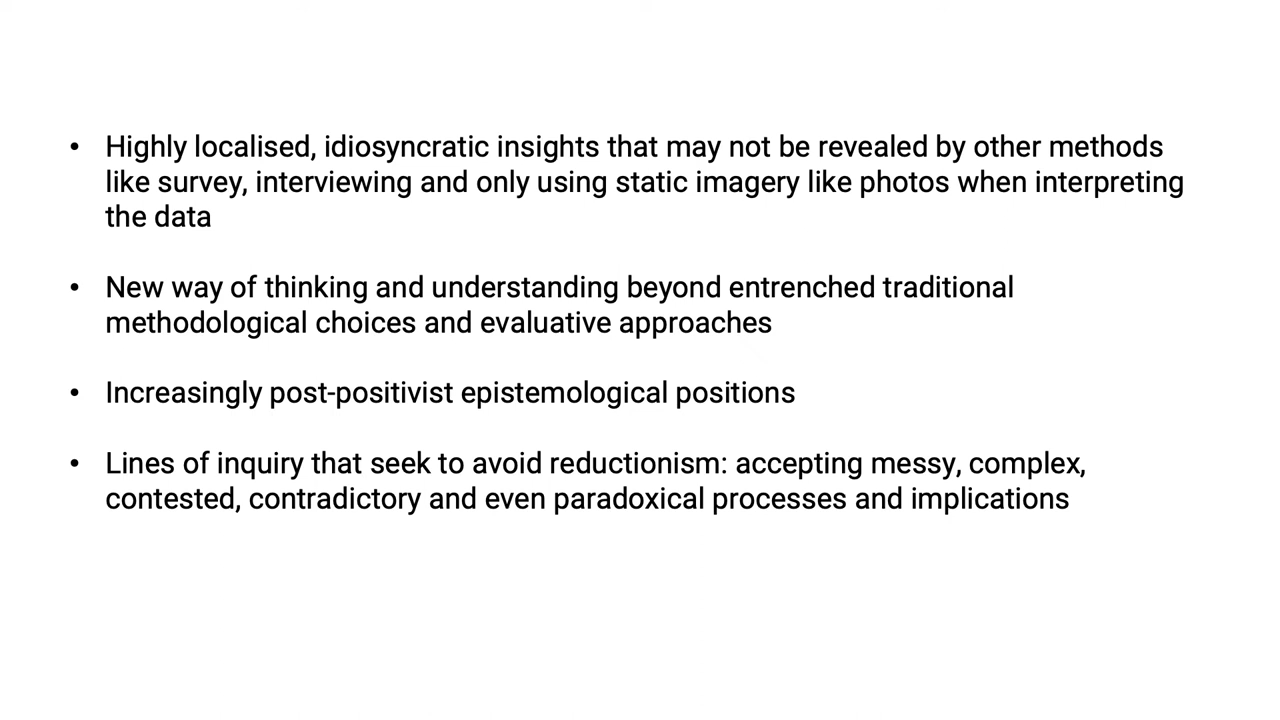 • Highly localised, idiosyncratic insights that may not be revealed by other methods
like survey, interviewing and only using static imagery like photos when interpreting
the data
• New way of thinking and understanding beyond entrenched traditional
methodological choices and evaluative approaches
• Increasingly post-positivist epistemological positions
• Lines of inquiry that seek to avoid reductionism: accepting messy, complex,
contested, contradictory and even paradoxical processes and implications